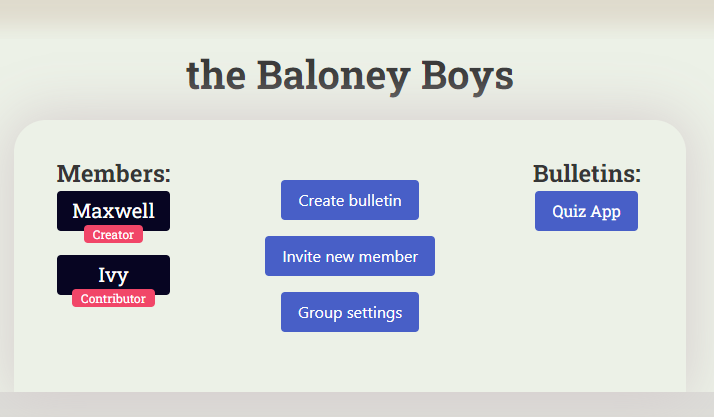 the Baloney Boys
Members:
Maxwell
Creator
Ivy
Contributor
Create bulletin
Invite new member
Group settings
Bulletins:
Quiz App